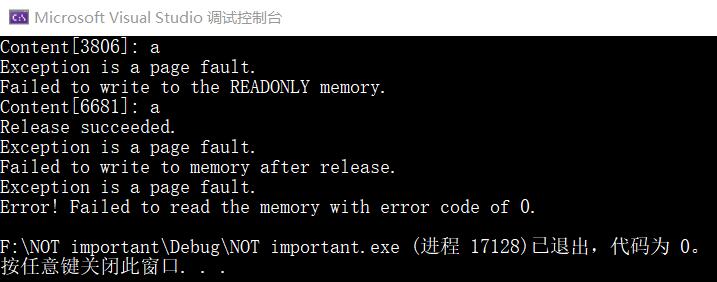 Microsoft Visual Studio 调试控制台
Content[3806]: a
Exception is a page fault.
Failed to write to the READONLY memory.
Content[6681]: a
Release succeeded.
Exception is a page fault.
Failed to write to memory after release.
Exception is a page fault.
Error! Failed to read the memory with error code of 0.
F:\NOT important\Debug\NOT important.exe (进程 17128)已退出，代码为 0。
按任意键关闭此窗口. . .